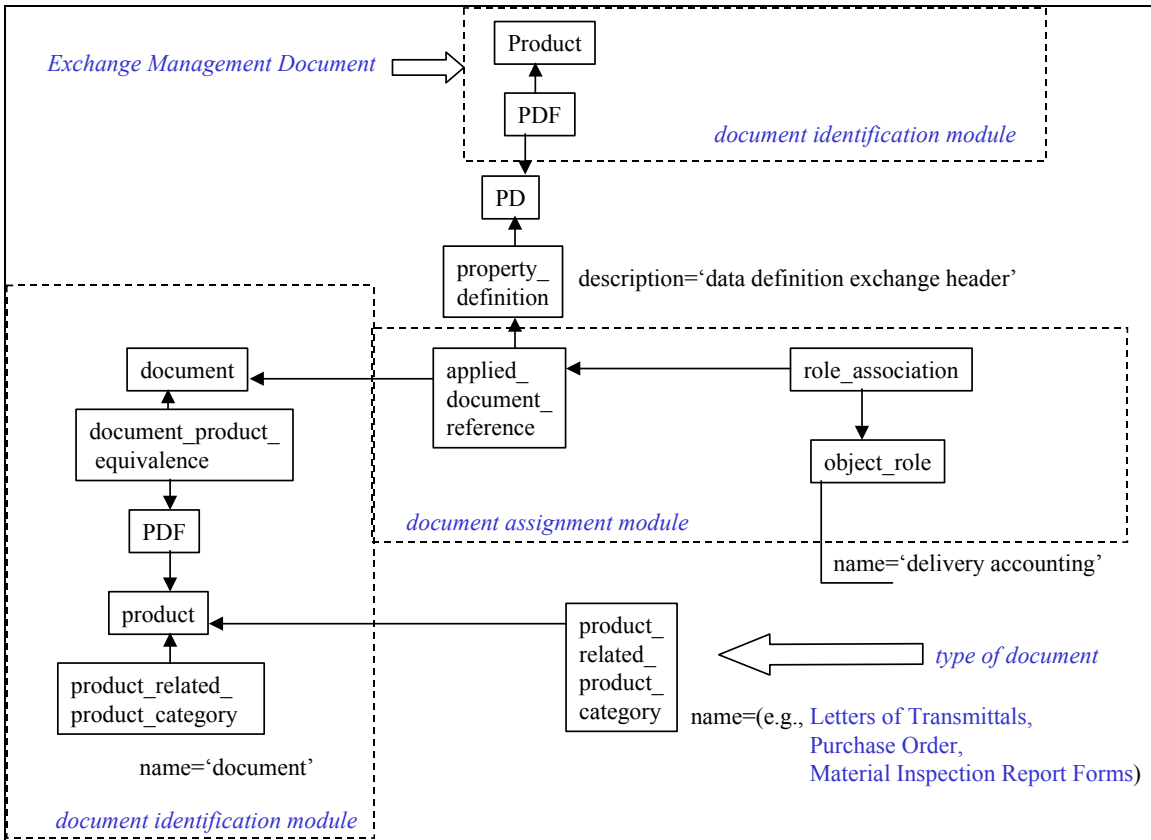 Exchange Management Document
Product
PDF
document identification module
PD
property_
definition
description=‘data definition exchange header’
document
applied_
document_
reference
role_association
document_product_
equivalence
object_role
PDF
document assignment module
name=‘delivery accounting’
product
product_
related_
product_
category
type of document
product_related_
product_category
name=(e.g., Letters of Transmittals,
Purchase Order,
Material Inspection Report Forms)
name=‘document’
document identification module